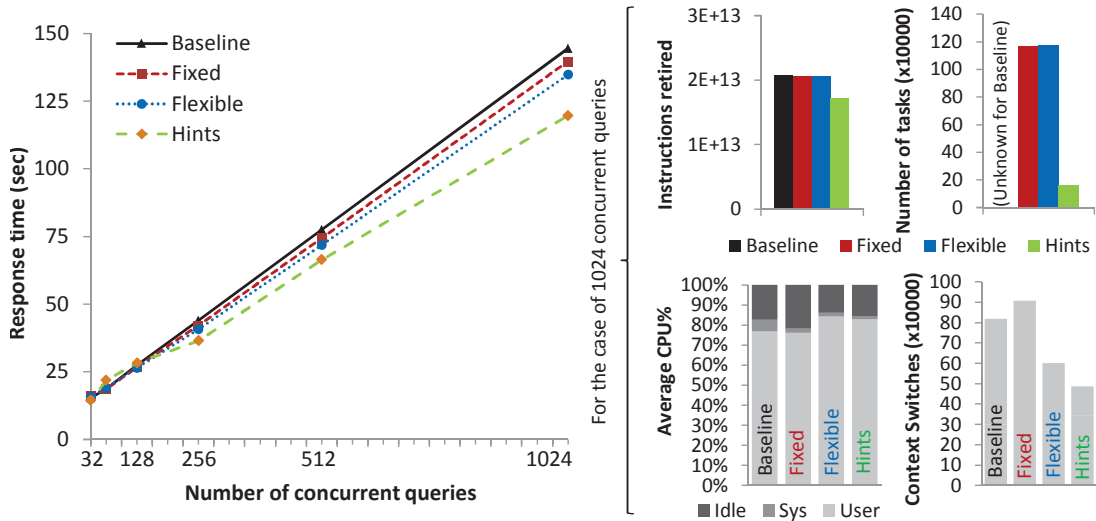 Response time (sec)
150
125
100
75
50
25
0
Baseline
Fixed
Flexible
Hints
32
128
256
512
1024
Number of concurrent queries
For the case of 1024 concurrent queries
Instructions retired
3E+13
2E+13
1E+13
0
Number of tasks (x10000)
140
120
100
80
60
40
20
0
(Unknown for Baseline)
Baseline Fixed Flexible Hints
Average CPU%
100%
90%
80%
70%
60%
50%
40%
30%
20%
10%
0%
Baseline
Fixed
Flexible
Hints
Idle Sys User
Context Switches (x10000)
100
90
80
70
60
50
40
30
20
10
0
Baseline
Fixed
Flexible
Hints